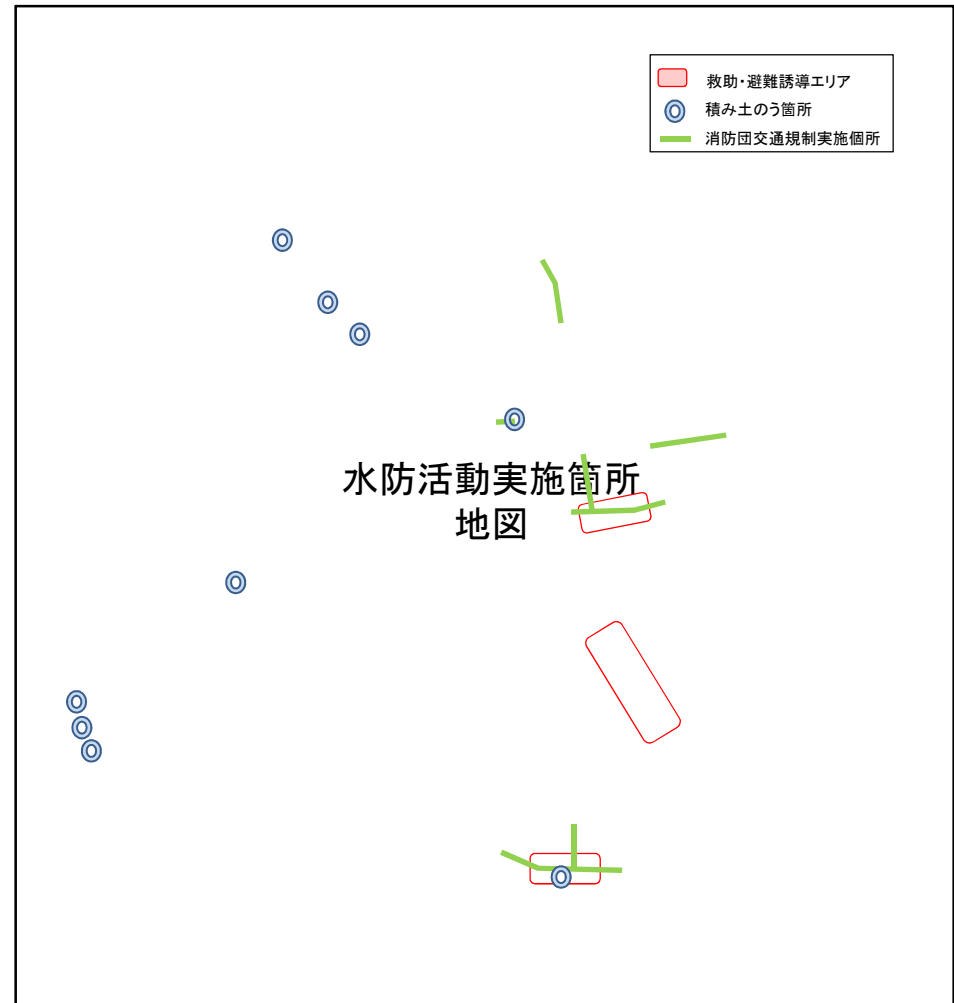 救助・避難誘導エリア
積み土のう箇所
消防団交通規制実施個所
水防活動実施箇所
地図